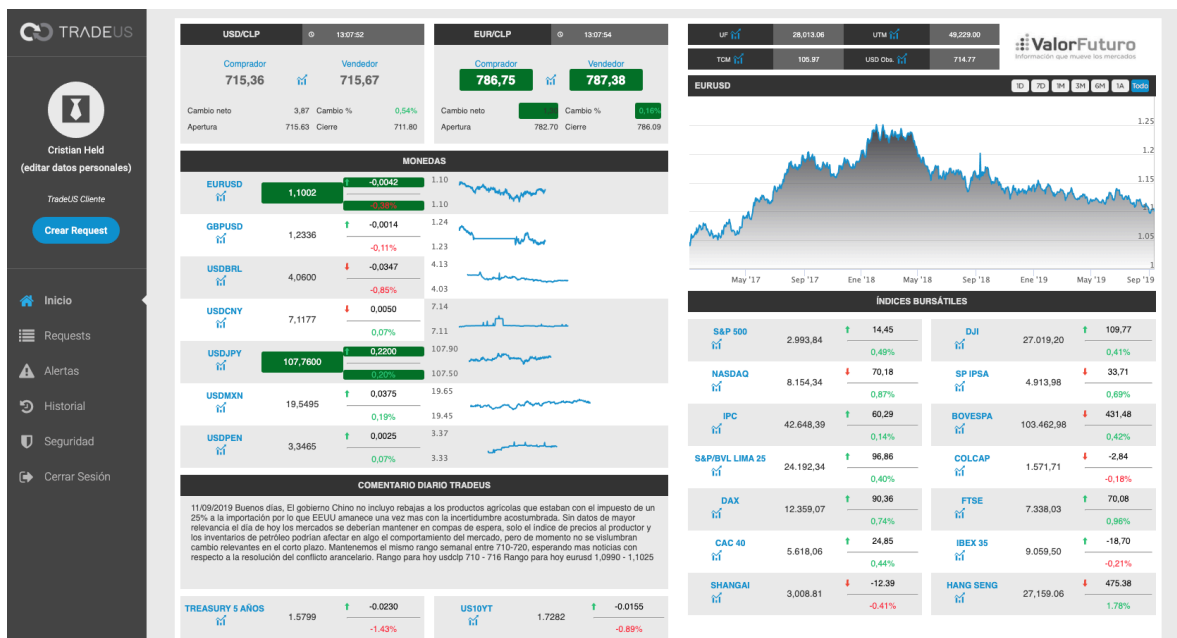 TRADEUS
Cristian Held
(editar datos personales)
TradeUS Cliente
Crear Request
Inicio
Requests
Alertas
Historial
Seguridad
Cerrar Sesión
USD/CLP 13:07:52
Comprador Vendedor
715,36 715,67
Cambio neto 3,87 Cambio % 0,54%
Apertura 715.63 Cierre 711.80
EUR/CLP 13:07:54
Comprador Vendedor
786,75 787,38
Cambio neto Cambio % 0,16%
Apertura 782.70 Cierre 786.09
MONEDAS
EURUSD 1,1002 -0,0042 -0,38% 1.10 1.10
GBPUSD 1,2336 -0,0014 -0,11% 1.24 1.23
USDBRL 4,0600 -0,0347 -0,85% 4.13 4.03
USDCNY 7,1177 0,0050 0,07% 7.14 7.11
USDJPY 107,7600 0,2200 0,20% 107.90 107.50
USDMXN 19,5495 0,0375 0,19% 19.65 19.45
USDPEN 3,3465 0,0025 0,07% 3.37 3.33
COMENTARIO DIARIO TRADEUS
11/09/2019 Buenos días, El gobierno Chino no incluyo rebajas a los productos agrícolas que estaban con el impuesto de un
25% a la importación por lo que EEUU amanece una vez mas con la incertidumbre acostumbrada. Sin datos de mayor
relevancia el día de hoy los mercados se deberían mantener en compas de espera, solo el índice de precios al productor y
los inventarios de petróleo podrían afectar en algo el comportamiento del mercado, pero de momento no se vislumbran
cambio relevantes en el corto plazo. Mantenemos el mismo rango semanal entre 710-720, esperando mas noticias con
respecto a la resolución del conflicto arancelario. Rango para hoy usdclp 710 - 716 Rango para hoy eurusd 1,0990 - 1,1025
TREASURY 5 AÑOS 1.5799 -0.0230 -1.43%
US10YT 1.7282 -0.0155 -0.89%
UF 28,013.06 UTM 49,229.00
TCM 105.97 USD Obs. 714.77
ValorFuturo
Información que mueve los mercados
EURUSD 1D 7D 1M 3M 6M 1A Todo
1.25
1.2
1.15
1.1
1.05
1
May '17 Sep '17 Ene '18 May '18 Sep '18 Ene '19 May '19 Sep '19
ÍNDICES BURSÁTILES
S&P 500 2.993,84 14,45 0,49%
DJI 27.019,20 109,77 0,41%
NASDAQ 8.154,34 70,18 0,87%
SP IPSA 4.913,98 33,71 0,69%
IPC 42.648,39 60,29 0,14%
BOVESPA 103.462,98 431,48 0,42%
S&P/BVL LIMA 25 24.192,34 96,86 0,40%
COLCAP 1.571,71 -2,84 -0,18%
DAX 12.359,07 90,36 0,74%
FTSE 7.338,03 70,08 0,96%
CAC 40 5.618,06 24,85 0,44%
IBEX 35 9.059,50 -18,70 -0,21%
SHANGAI 3,008.81 -12.39 -0.41%
HANG SENG 27,159.06 475.38 1.78%